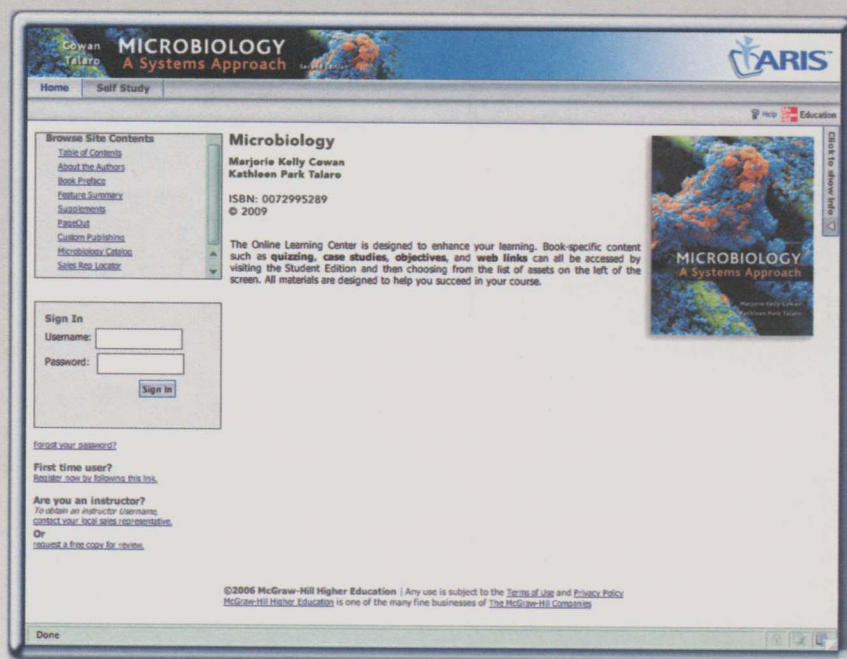 Cowan
Talaro
MICROBIOLOGY
A Systems Approach
Second Edition
ARIS
Home Self Study
Help Education
Browse Site Contents
Table of Contents
About the Authors
Book Preface
Feature Summary
Supplements
PageOut
Custom Publishing
Microbiology Catalog
Sales Rep Locator
Microbiology
Marjorie Kelly Cowan
Kathleen Park Talaro
ISBN: 0072995289
© 2009
The Online Learning Center is designed to enhance your learning. Book-specific content
such as quizzing, case studies, objectives, and web links can all be accessed by
visiting the Student Edition and then choosing from the list of assets on the left of the
screen. All materials are designed to help you succeed in your course.
MICROBIOLOGY
A Systems Approach
Marjorie Kelly Cowan
Kathleen Park Talaro
Click to show info
Sign In
Username:
Password:
Sign In
Forgot your password?
First time user?
Register now by following this link.
Are you an instructor?
To obtain an instructor Username,
contact your local sales representative.
Or
request a free copy for review.
©2006 McGraw-Hill Higher Education | Any use is subject to the Terms of Use and Privacy Policy
McGraw-Hill Higher Education is one of the many fine businesses of The McGraw-Hill Companies
Done